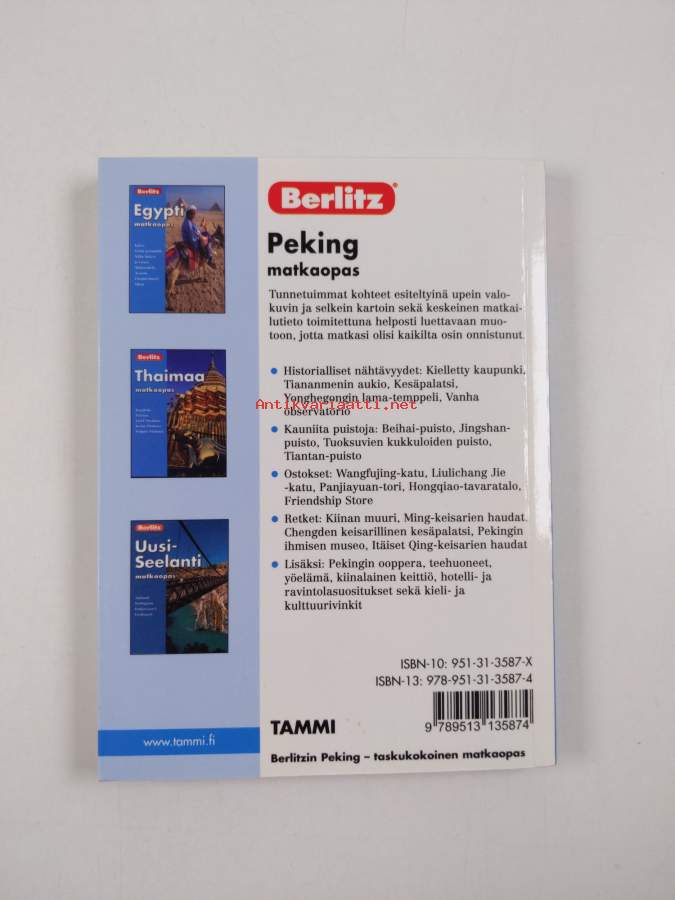 Berlitz
Egypti
matkaopas
Berlitz
Thaimaa
matkaopas
Berlitz
Uusi-
Seelanti
matkaopas
www.tammi.fi
Berlitz®
Peking
matkaopas
Tunnetuimmat kohteet esiteltyinä upein valo-
kuvin ja selkein kartoin sekä keskeinen matkai-
lutieto toimitettuna helposti luettavaan muo-
toon, jotta matkasi olisi kaikilta osin onnistunut.
• Historialliset nähtävyydet: Kielletty kaupunki,
Tiananmenin aukio, Kesäpalatsi,
Yonghegongin lama-temppeli, Vanha
observatorio
• Kauniita puistoja: Beihai-puisto, Jingshan-
puisto, Tuoksuvien kukkuloiden puisto,
Tiantan-puisto
• Ostokset: Wangfujing-katu, Liulichang Jie
-katu, Panjiayuan-tori, Hongqiao-tavaratalo,
Friendship Store
• Retket: Kiinan muuri, Ming-keisarien haudat,
Chengden keisarillinen kesäpalatsi, Pekingin
ihmisen museo, Itäiset Qing-keisarien haudat
• Lisäksi: Pekingin ooppera, teehuoneet,
yöelämä, kiinalainen keittiö, hotelli- ja
ravintolasuositukset sekä kieli- ja
kulttuurivinkit
ISBN-10: 951-31-3587-X
ISBN-13: 978-951-31-3587-4
9 789513 135874
TAMMI
Berlitzin Peking – taskukokoinen matkaopas
Antikvariaatti.net